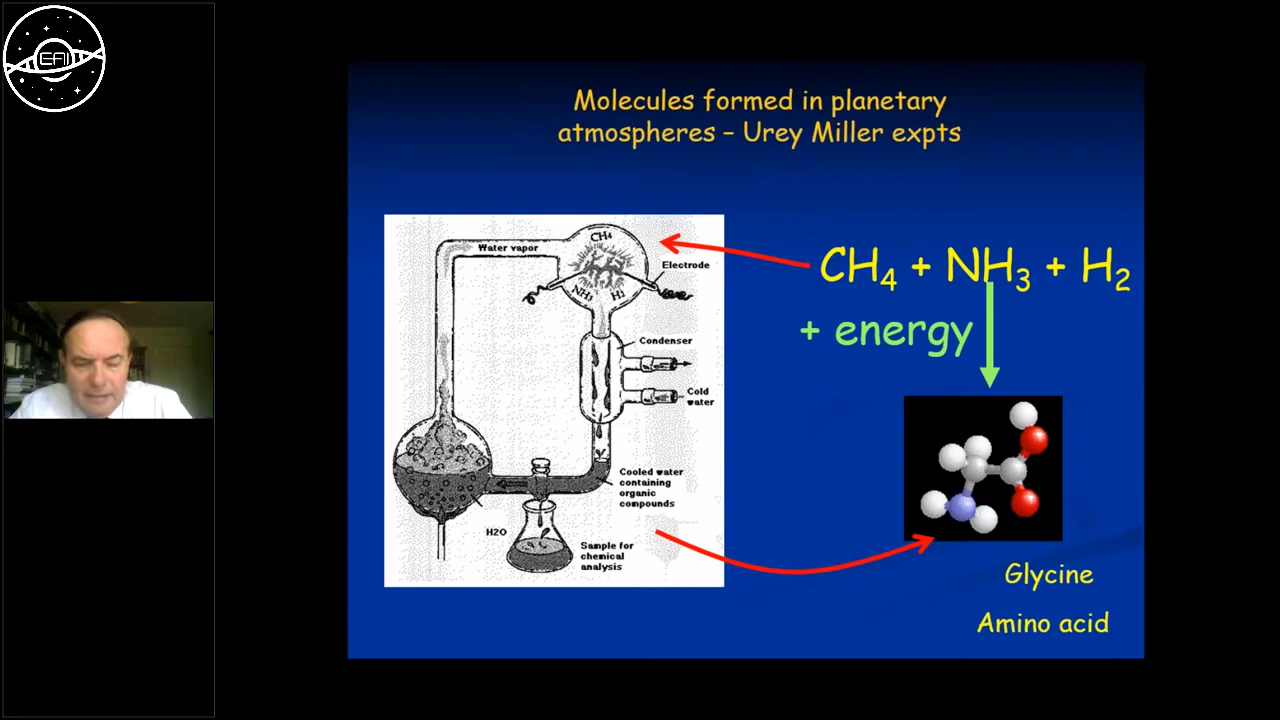 EAI
Molecules formed in planetary
atmospheres – Urey Miller expts
CH4
Water vapor
Electrode
NH3
H2
CH₄ + NH₃ + H₂
+ energy
Condenser
Cold
water
Cooled water
containing
organic
compounds
H2O
Sample for
chemical
analysis
Glycine
Amino acid